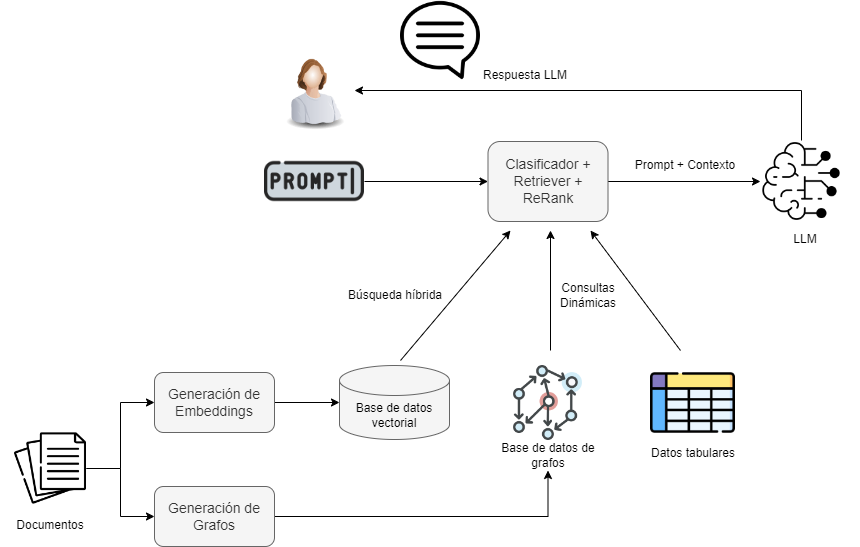 Respuesta LLM
PROMPT
Clasificador +
Retriever +
ReRank
Prompt + Contexto
LLM
Búsqueda híbrida
Consultas
Dinámicas
Generación de
Embeddings
Base de datos
vectorial
Base de datos de
grafos
Datos tabulares
Documentos
Generación de
Grafos